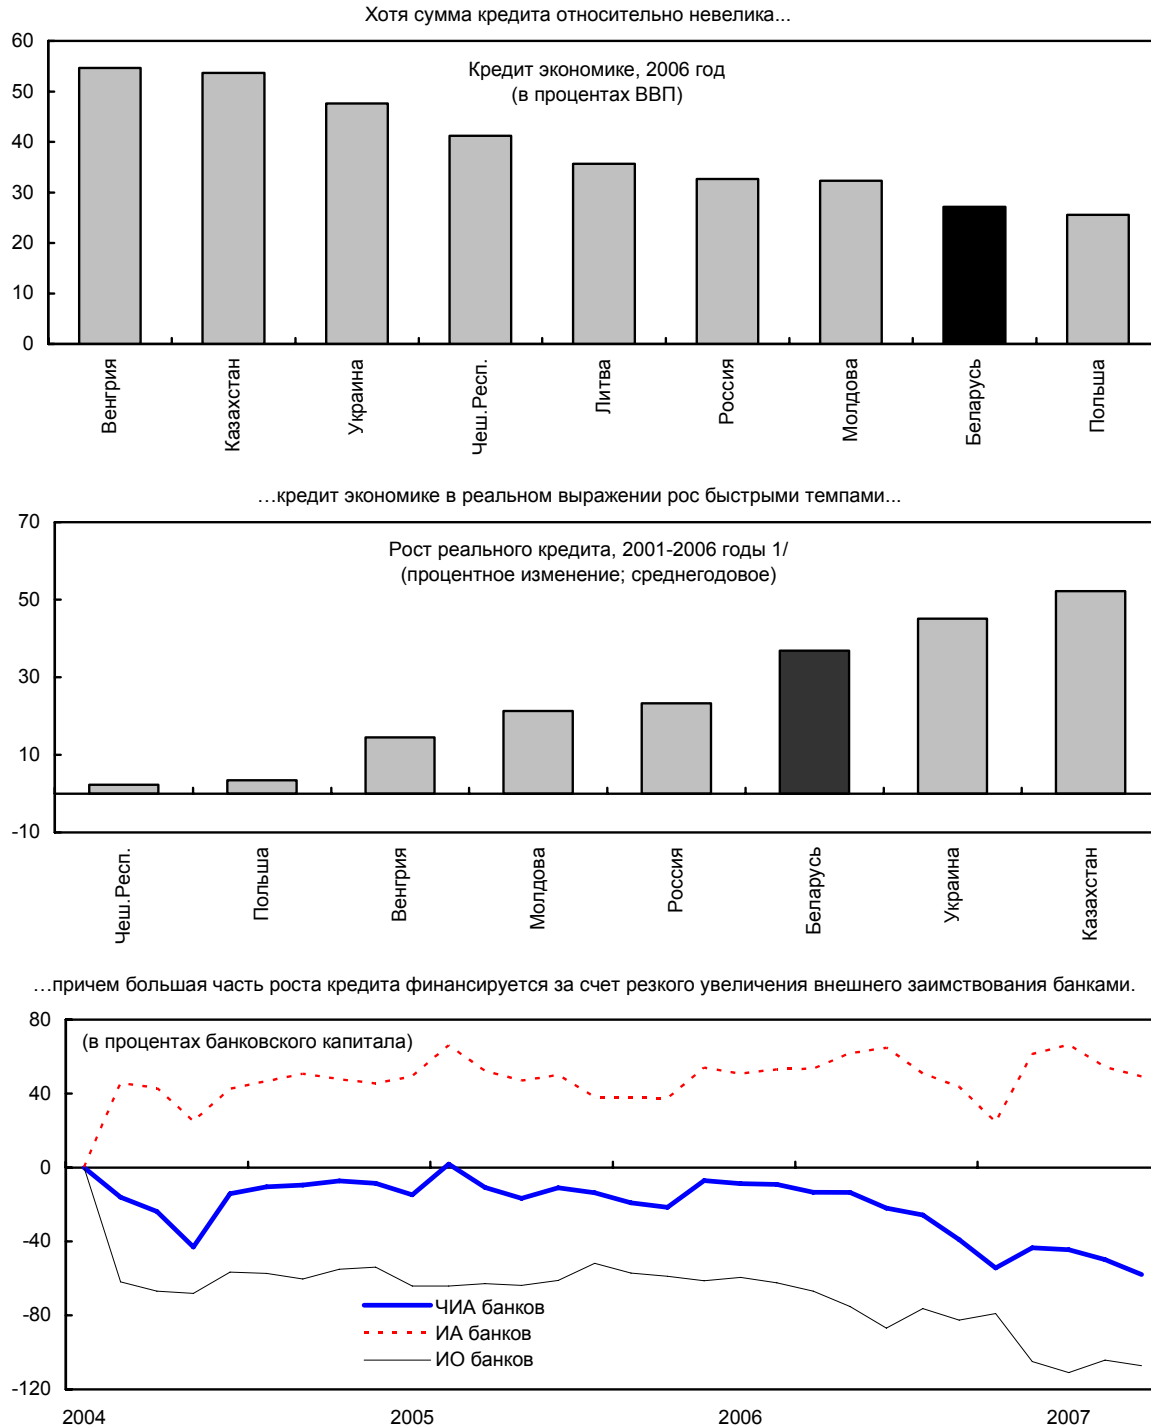 Хотя сумма кредита относительно невелика...
60
Кредит экономике, 2006 год
(в процентах ВВП)
50
40
30
20
10
0
Венгрия
Казахстан
Украина
Чеш.Респ.
Литва
Россия
Молдова
Беларусь
Польша
…кредит экономике в реальном выражении рос быстрыми темпами...
70
Рост реального кредита, 2001-2006 годы 1/
(процентное изменение; среднегодовое)
50
30
10
-10
Чеш.Респ.
Польша
Венгрия
Молдова
Россия
Беларусь
Украина
Казахстан
…причем большая часть роста кредита финансируется за счет резкого увеличения внешнего заимствования банками.
80
(в процентах банковского капитала)
40
0
-40
-80
-120
ЧИА банков
ИА банков
ИО банков
2004
2005
2006
2007